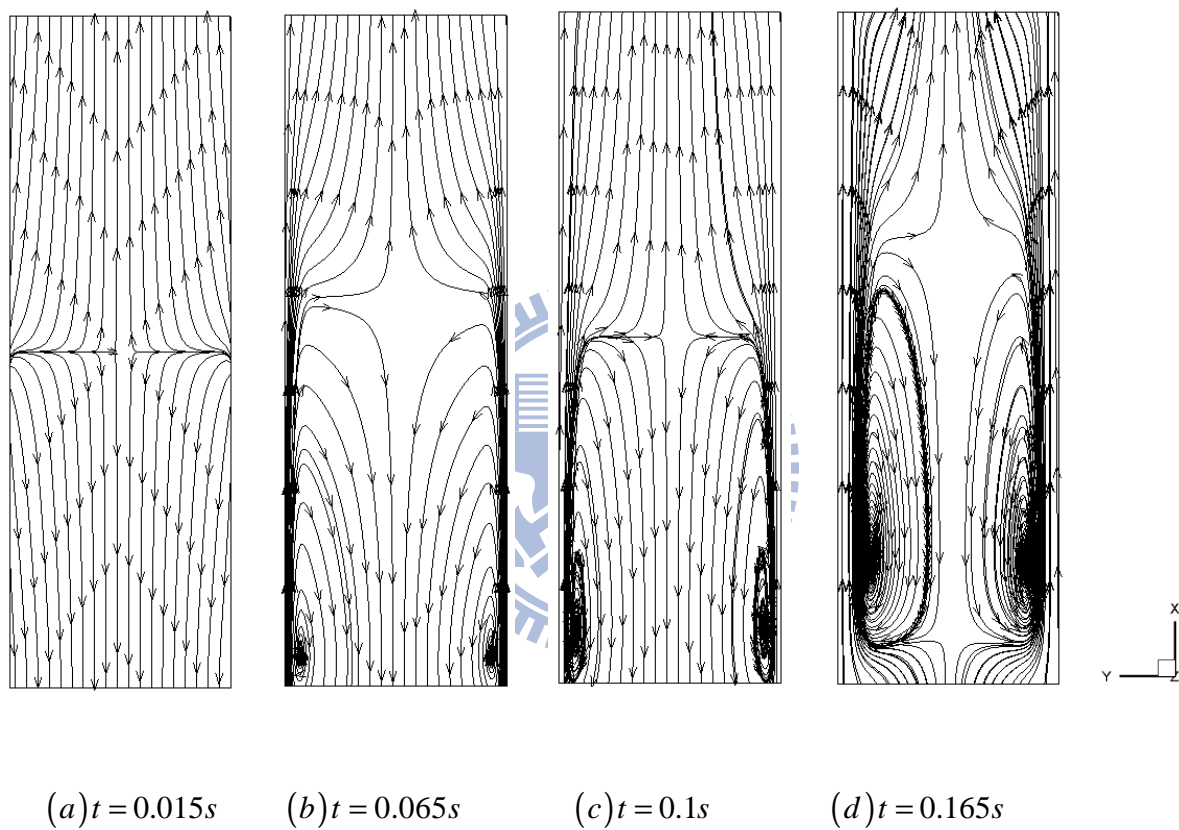 X
Y
Z
(a) t = 0.015s
(b) t = 0.065s
(c) t = 0.1s
(d) t = 0.165s